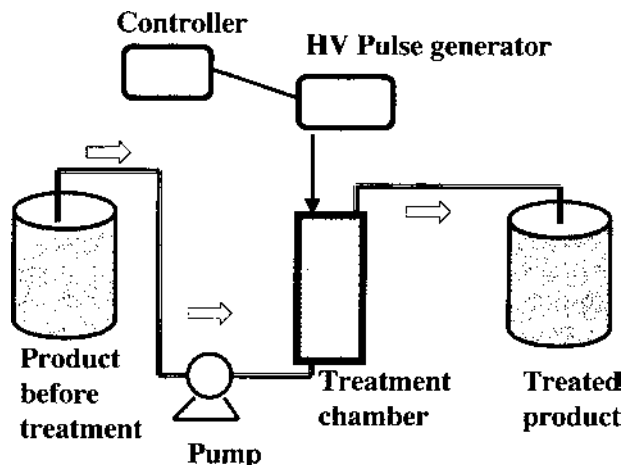 Controller
HV Pulse generator
Product
before
treatment
Pump
Treatment
chamber
Treated
product